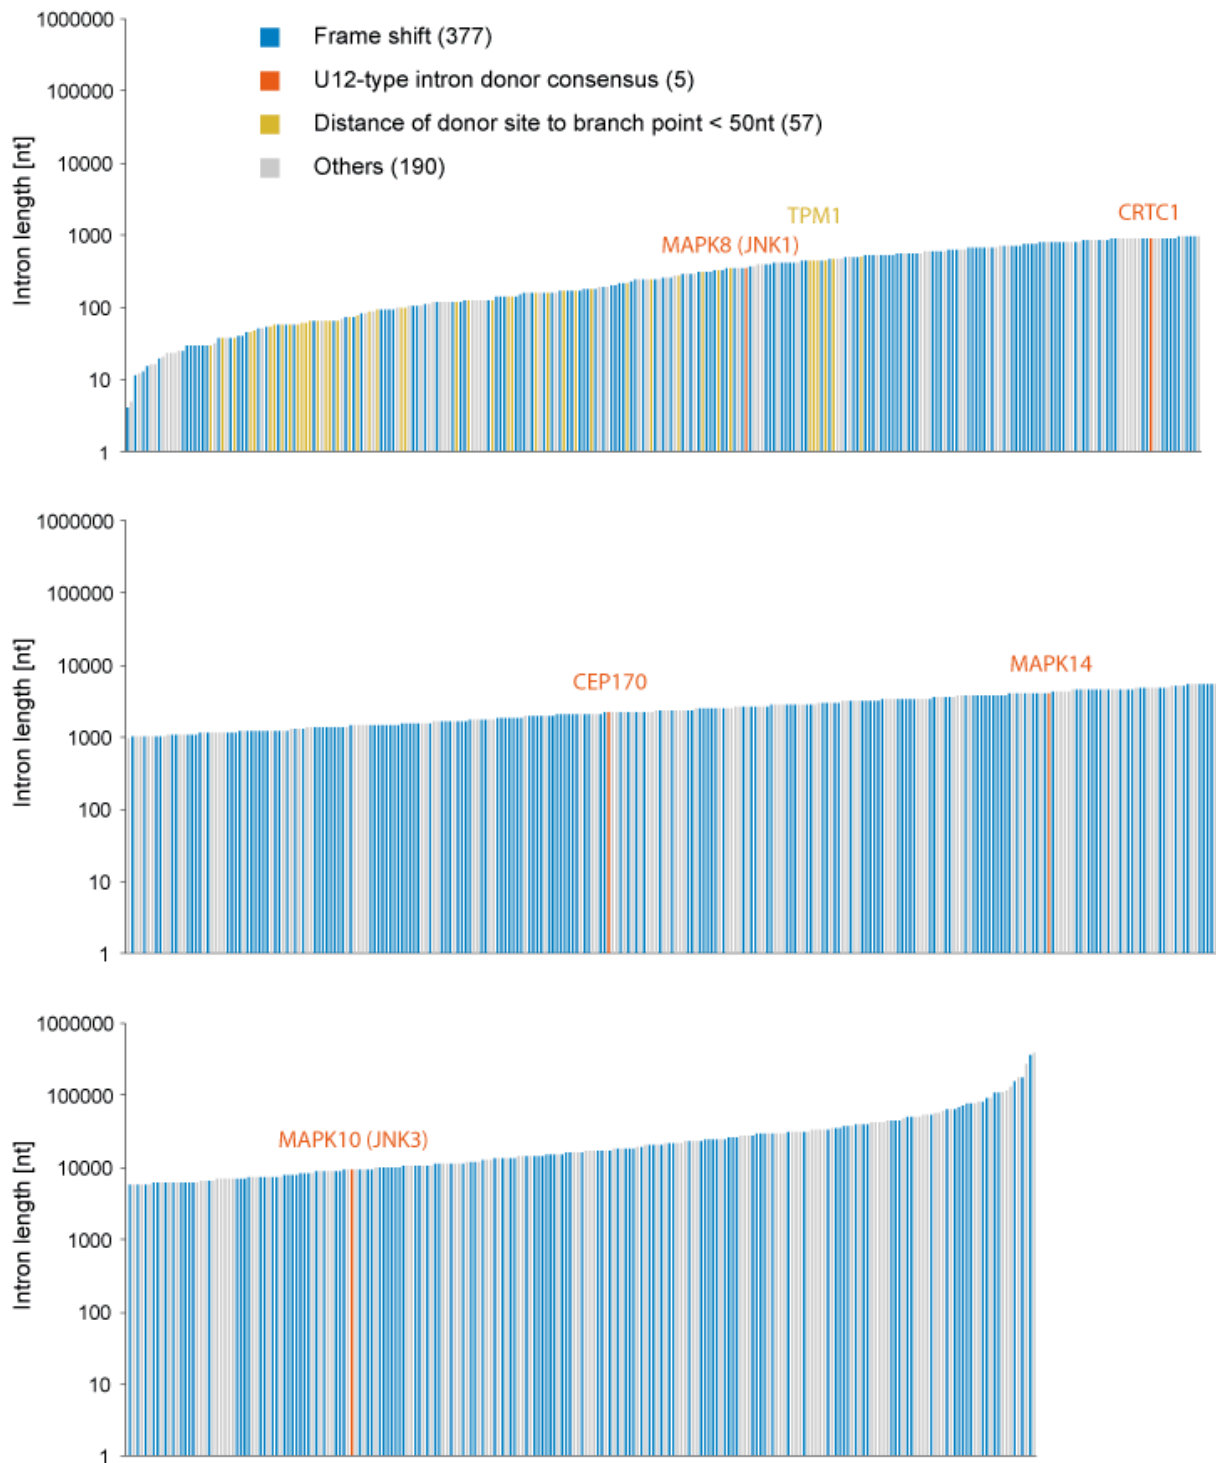 1000000
100000
10000
1000
100
10
1
Intron length [nt]
Frame shift (377)
U12-type intron donor consensus (5)
Distance of donor site to branch point < 50nt (57)
Others (190)
TPM1
CRTC1
MAPK8 (JNK1)
1000000
100000
10000
1000
100
10
1
Intron length [nt]
MAPK14
CEP170
1000000
100000
10000
1000
100
10
1
Intron length [nt]
MAPK10 (JNK3)